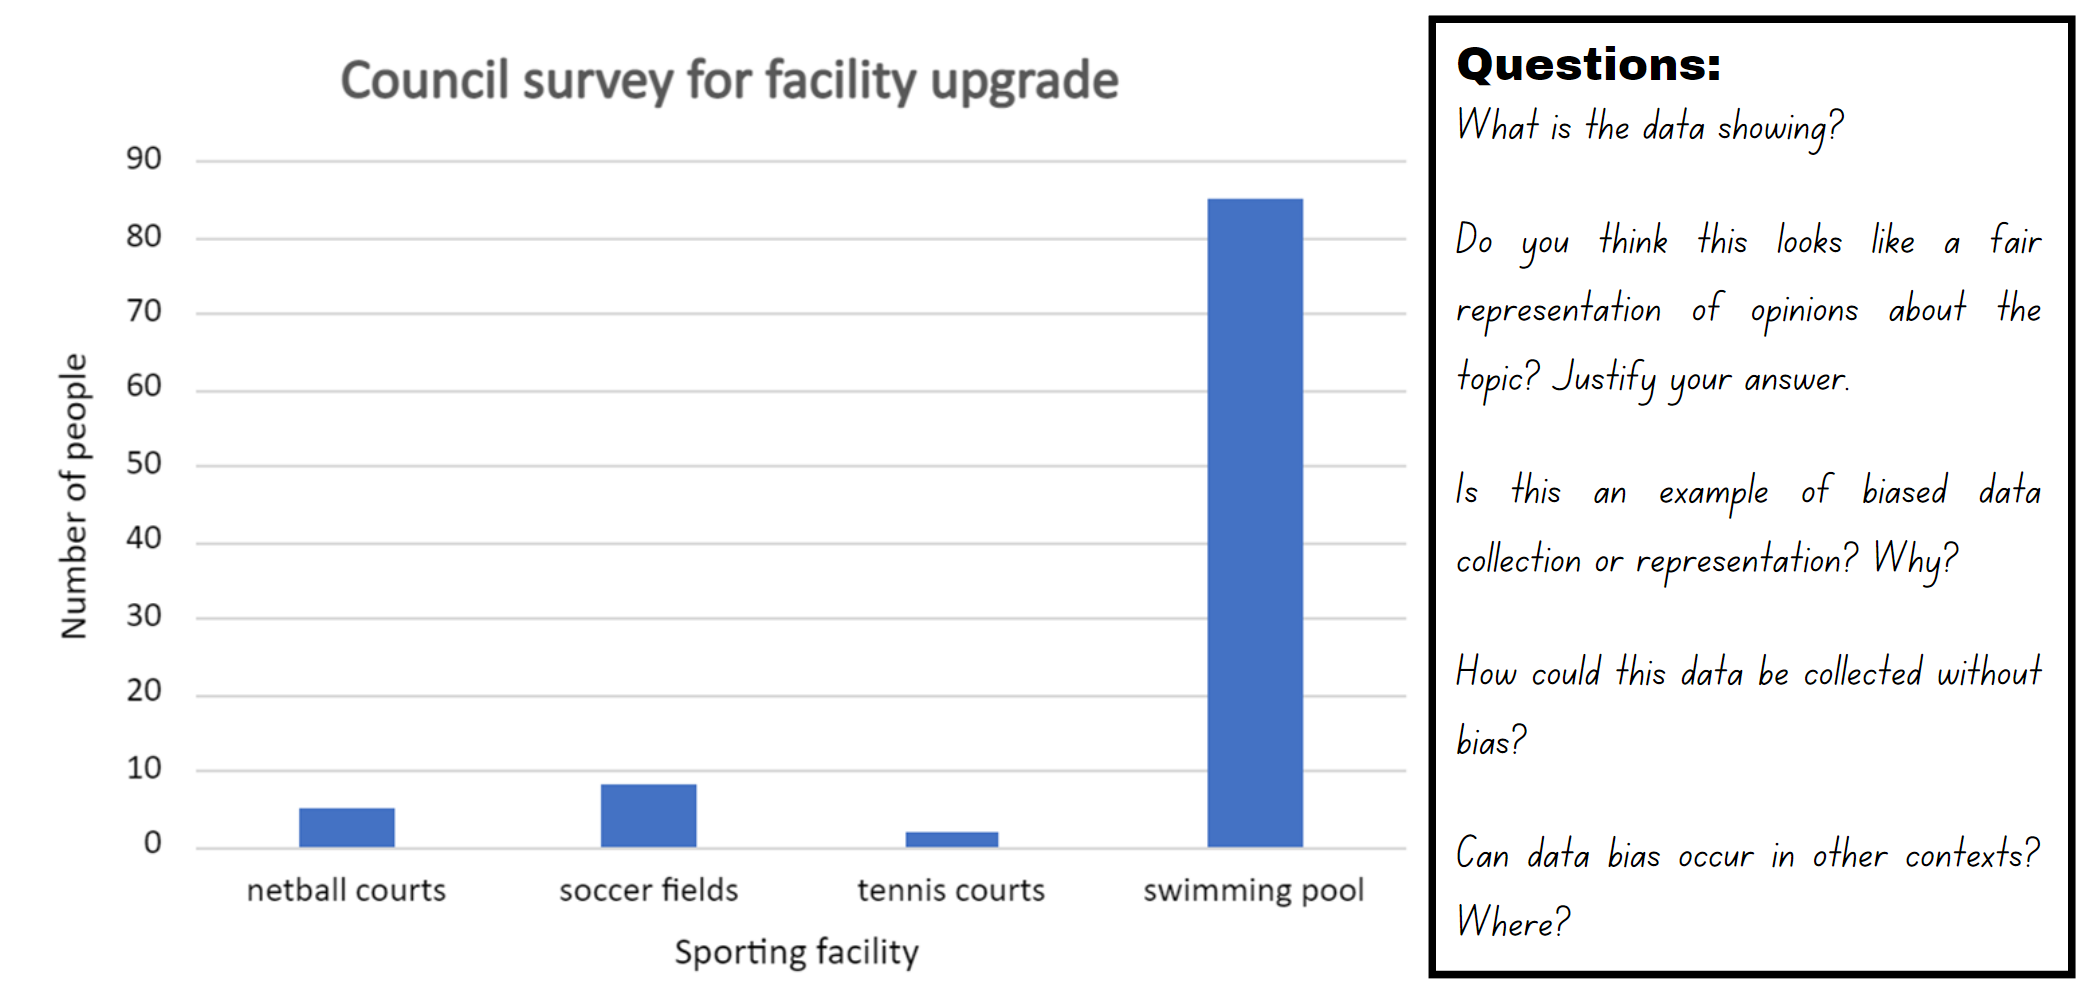 Council survey for facility upgrade
90
80
70
60
50
40
30
20
10
0
Number of people
netball courts
soccer fields
tennis courts
swimming pool
Sporting facility
Questions:
What is the data showing?
Do you think this looks like a fair
representation of opinions about the
topic? Justify your answer.
Is this an example of biased data
collection or representation? Why?
How could this data be collected without
bias?
Can data bias occur in other contexts?
Where?